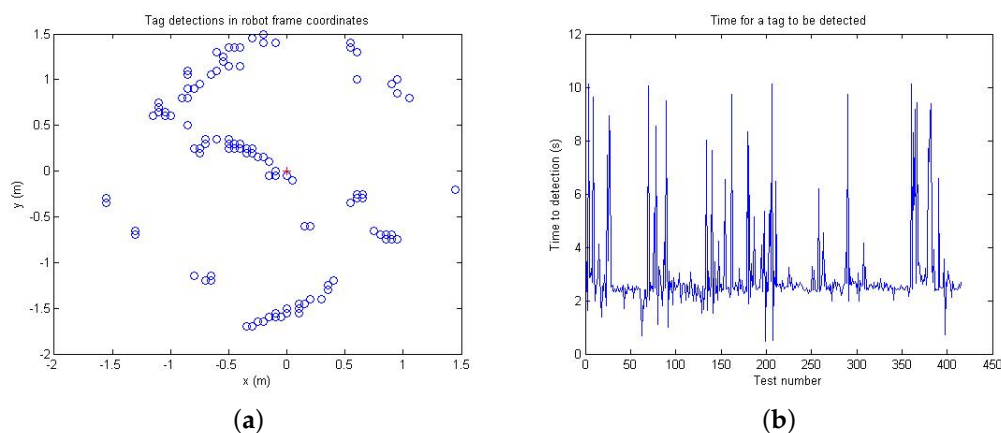 Tag detections in robot frame coordinates
1.5
1
0.5
0
-0.5
-1
-1.5
-2
y (m)
-2 -1.5 -1 -0.5 0 0.5 1 1.5
x (m)
(a)
Time for a tag to be detected
12
10
8
6
4
2
0
Time to detection (s)
0 50 100 150 200 250 300 350 400 450
Test number
(b)